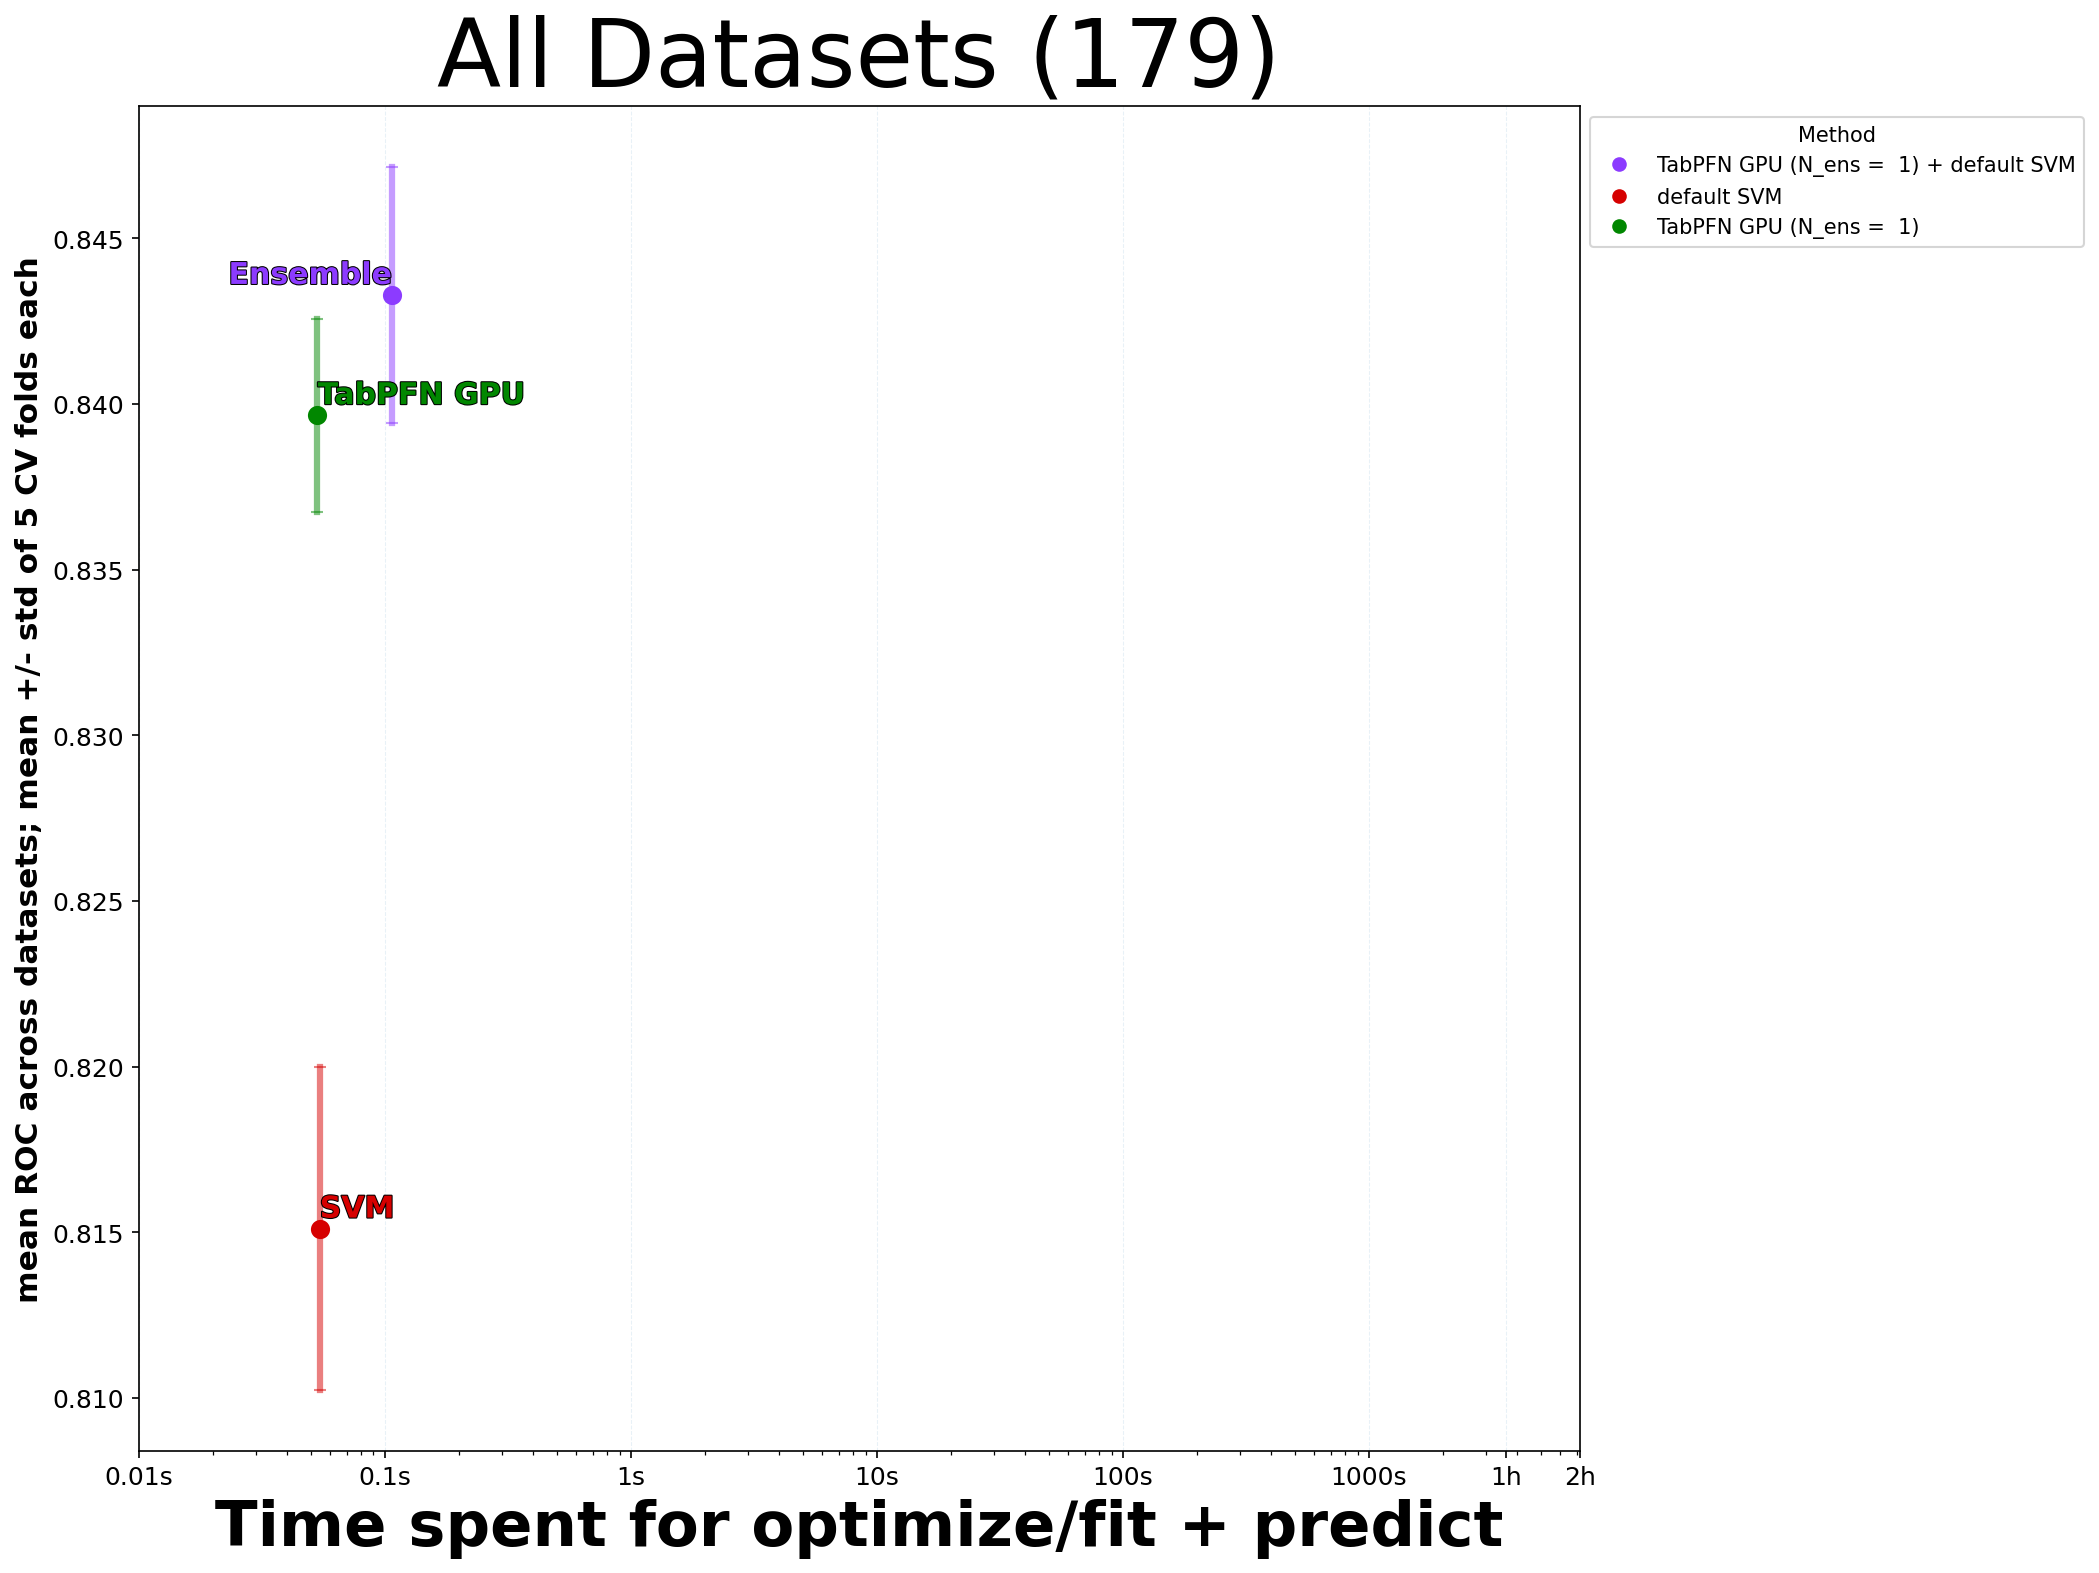 All Datasets (179)
Method
TabPFN GPU (N_ens =  1) + default SVM
default SVM
TabPFN GPU (N_ens =  1)
mean ROC across datasets; mean +/- std of 5 CV folds each
0.845
0.840
0.835
0.830
0.825
0.820
0.815
0.810
Ensemble
TabPFN GPU
SVM
0.01s
0.1s
1s
10s
100s
1000s
1h
2h
Time spent for optimize/fit + predict